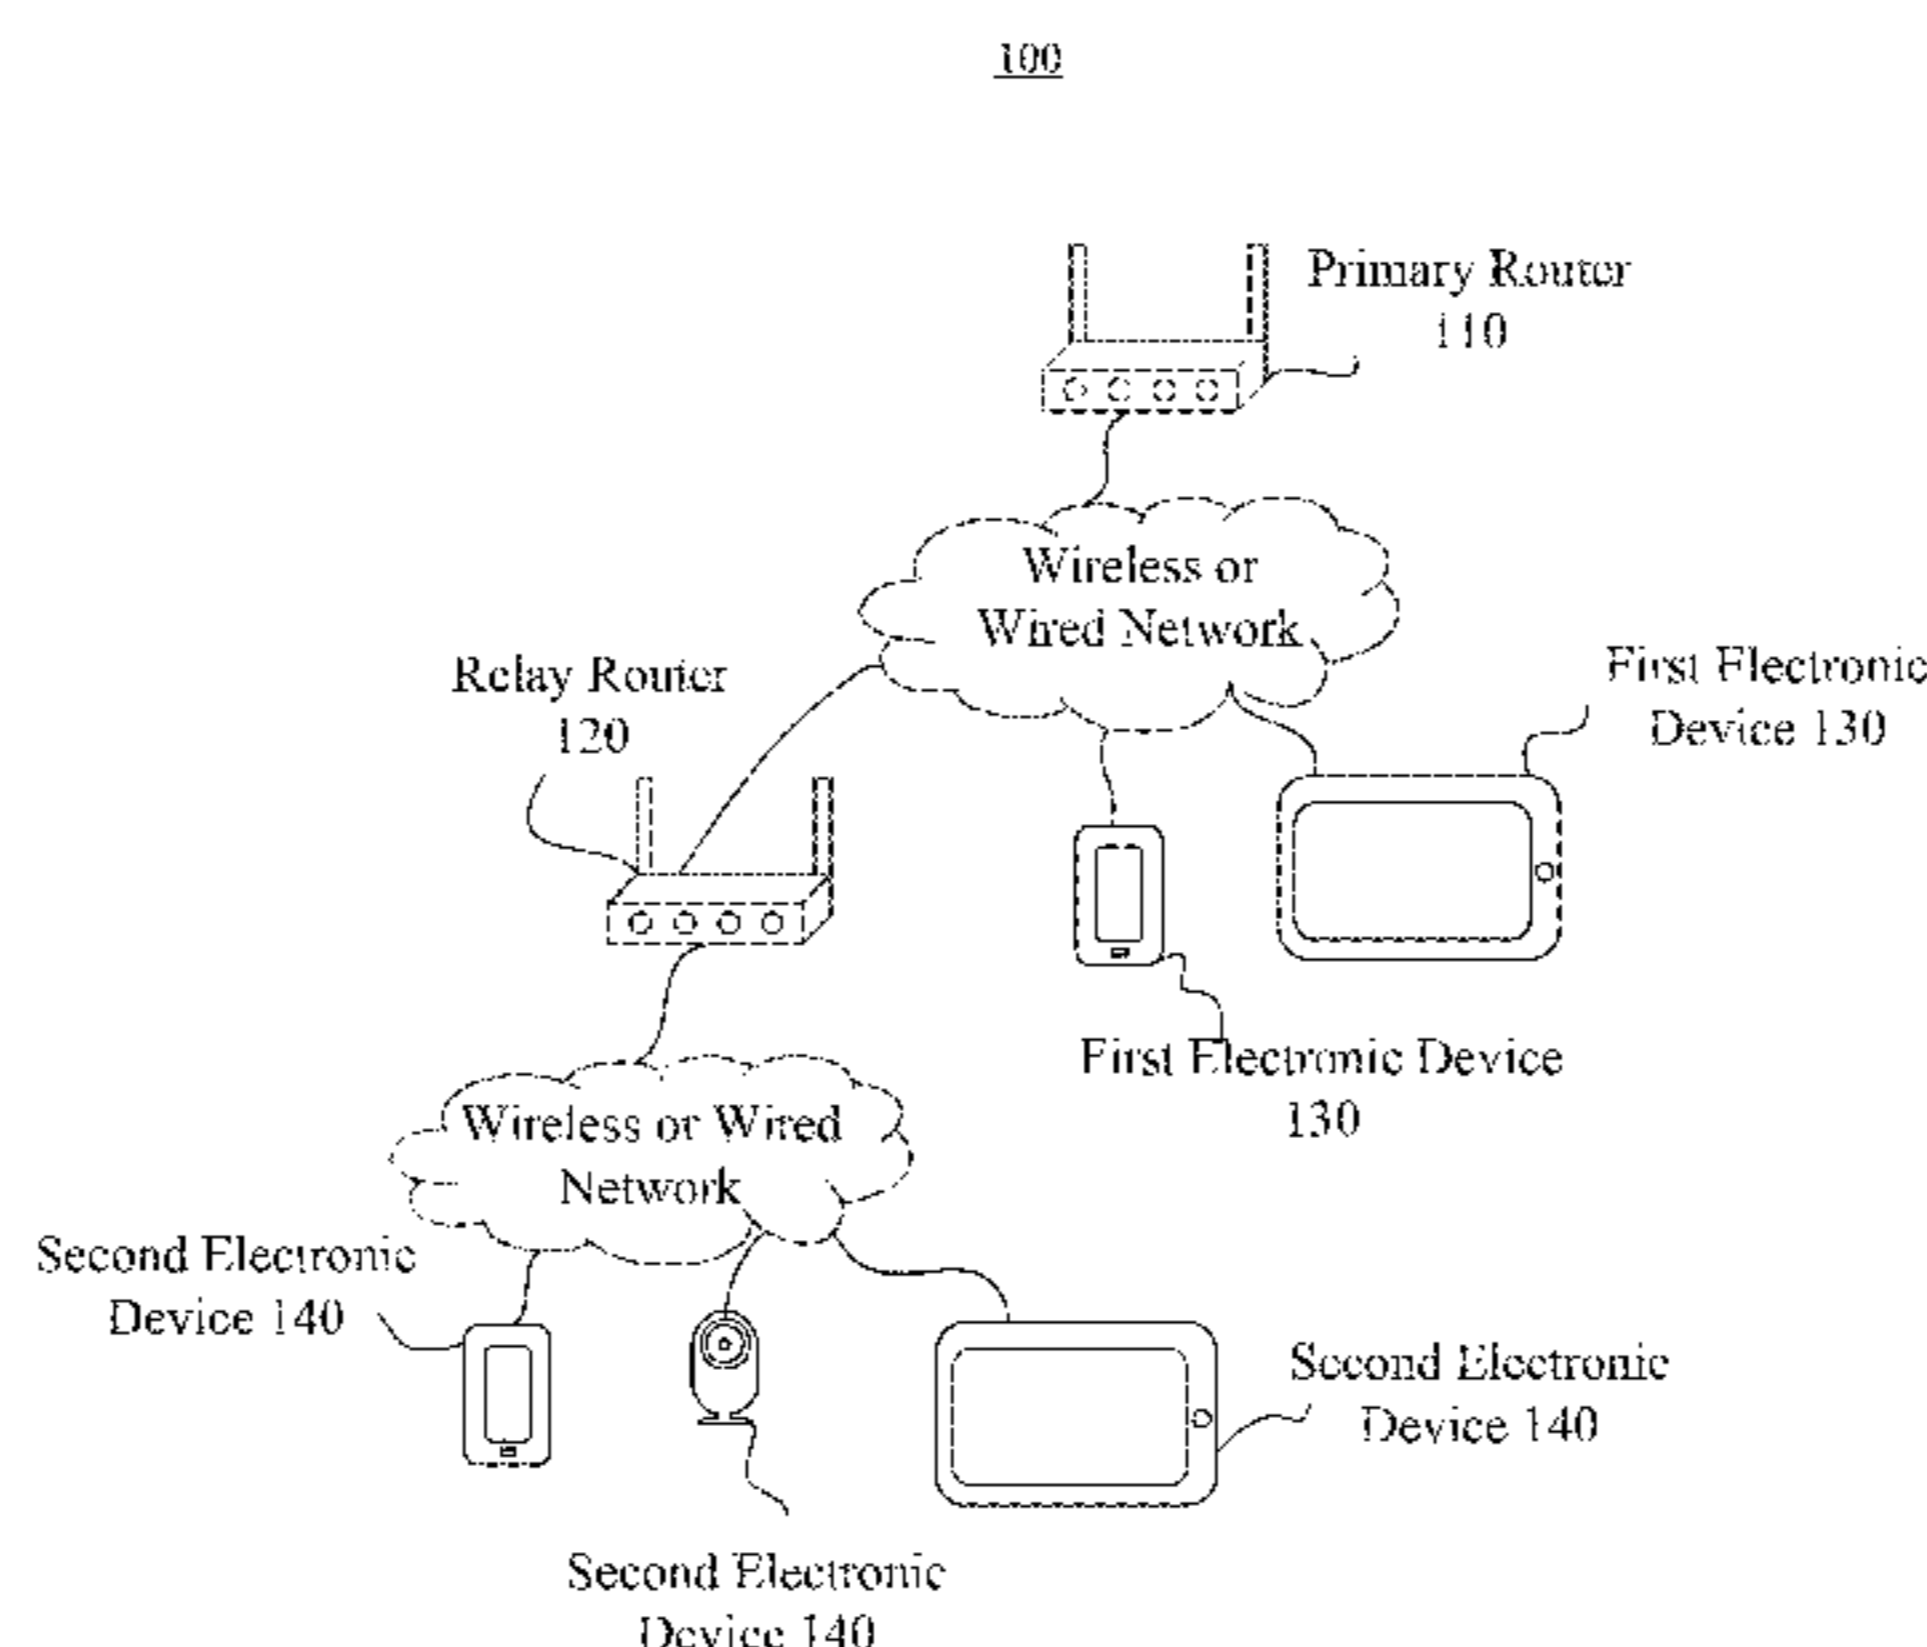 100
Primary Router
110
Wireless or
Wired Network
Relay Router
120
First Electronic
Device 130
First Electronic Device
130
Wireless or Wired
Network
Second Electronic
Device 140
Second Electronic
Device 140
Second Electronic
Device 140